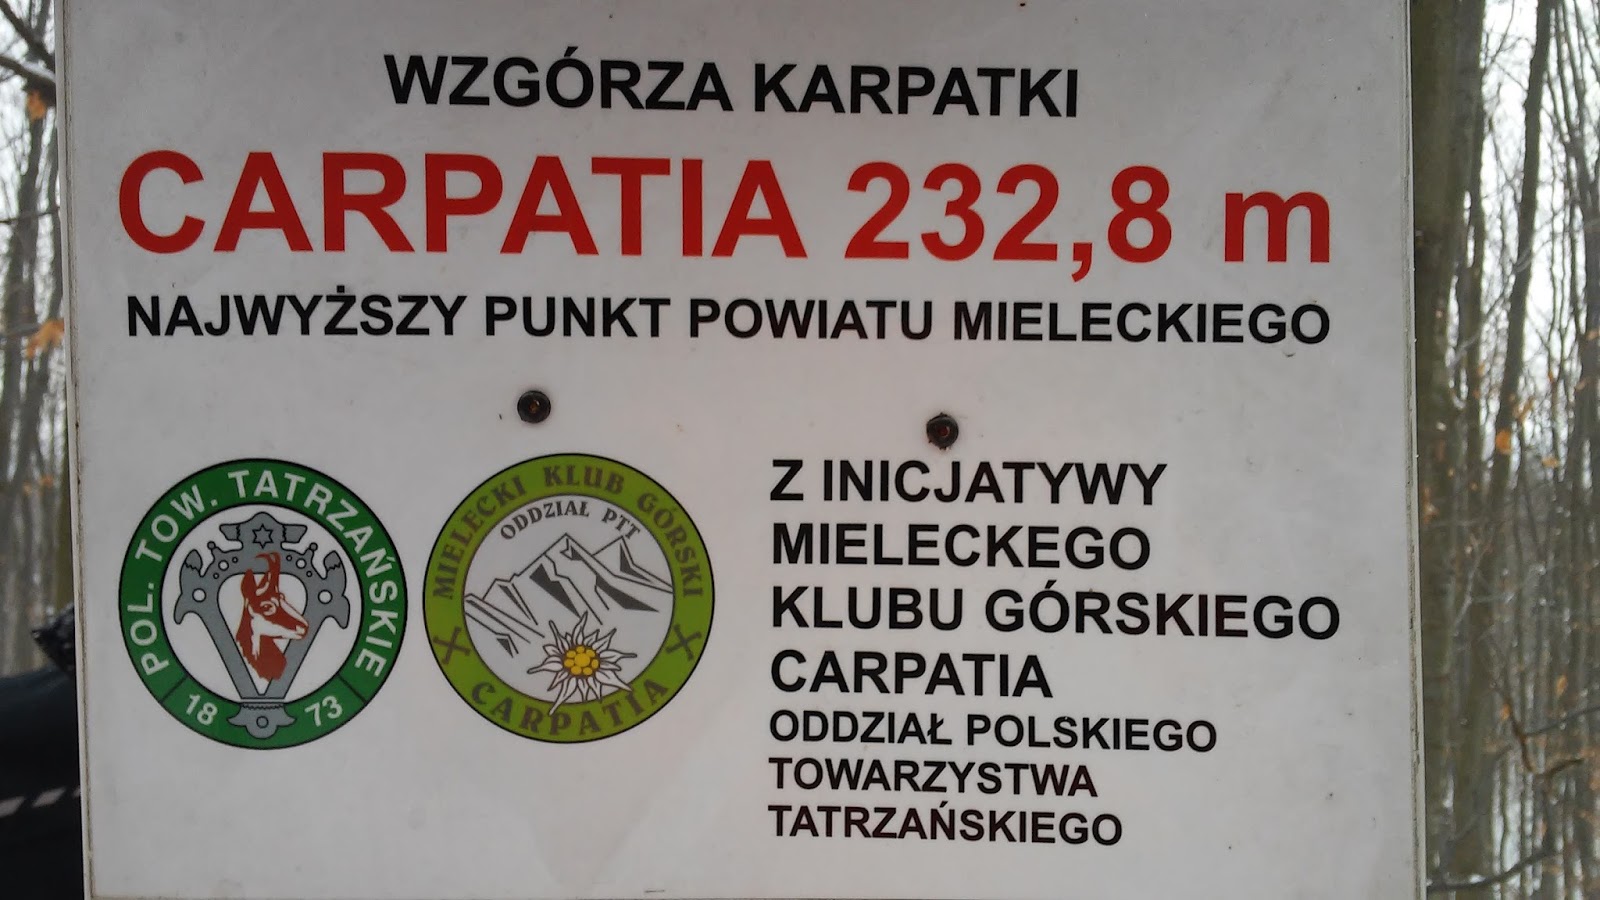 WZGÓRZA KARPATKI
CARPATIA 232,8 m
NAJWYŻSZY PUNKT POWIATU MIELECKIEGO
POL. TOW. TATRZAŃSKIE
18 73
MIELECKI KLUB GÓRSKI
ODDZIAŁ PTT
CARPATIA
Z INICJATYWY
MIELECKEGO
KLUBU GÓRSKIEGO
CARPATIA
ODDZIAŁ POLSKIEGO
TOWARZYSTWA
TATRZAŃSKIEGO